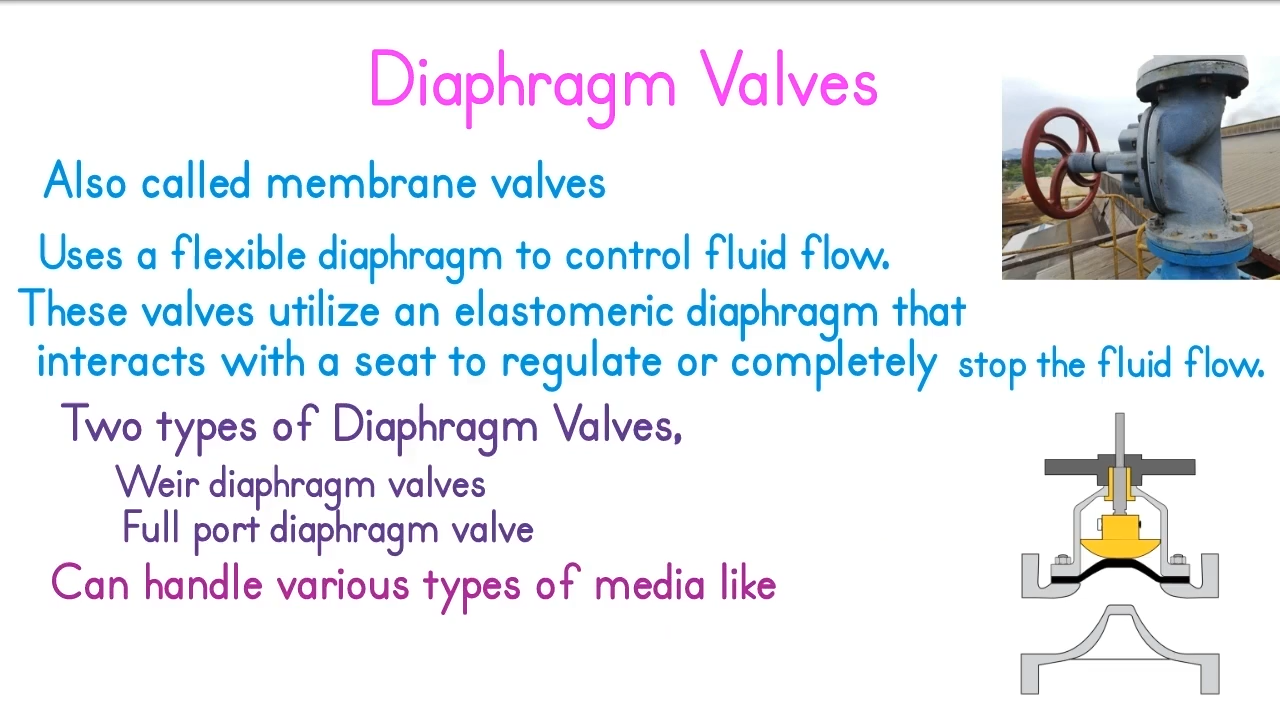 Diaphragm Valves
Also called membrane valves
Uses a flexible diaphragm to control fluid flow.
These valves utilize an elastomeric diaphragm that
interacts with a seat to regulate or completely stop the fluid flow.
Two types of Diaphragm Valves,
Weir diaphragm valves
Full port diaphragm valve
Can handle various types of media like